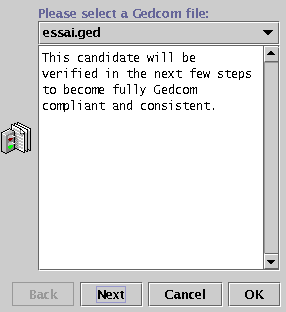 Please select a Gedcom file:
essai.ged
This candidate will be
verified in the next few steps
to become fully Gedcom
compliant and consistent.
Back
Next
Cancel
OK